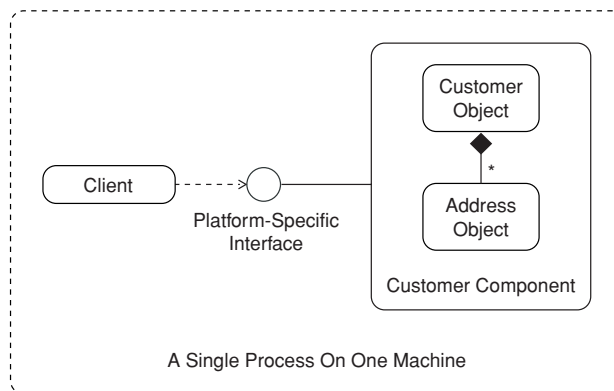 Customer
Object
*
Client
Address
Object
Platform-Specific
Interface
Customer Component
A Single Process On One Machine